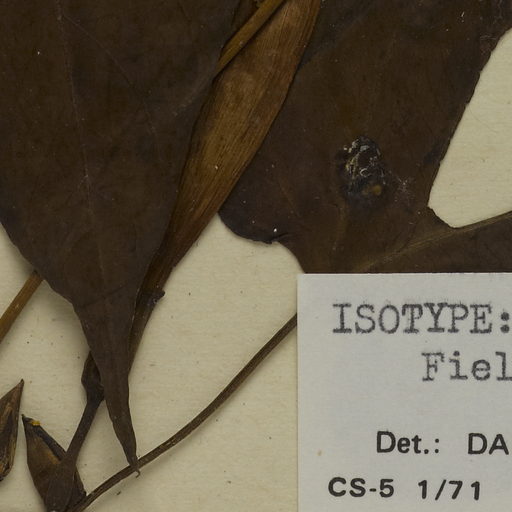 ISOTYPE:
Fiel
Det.: DA
CS-5 1/71